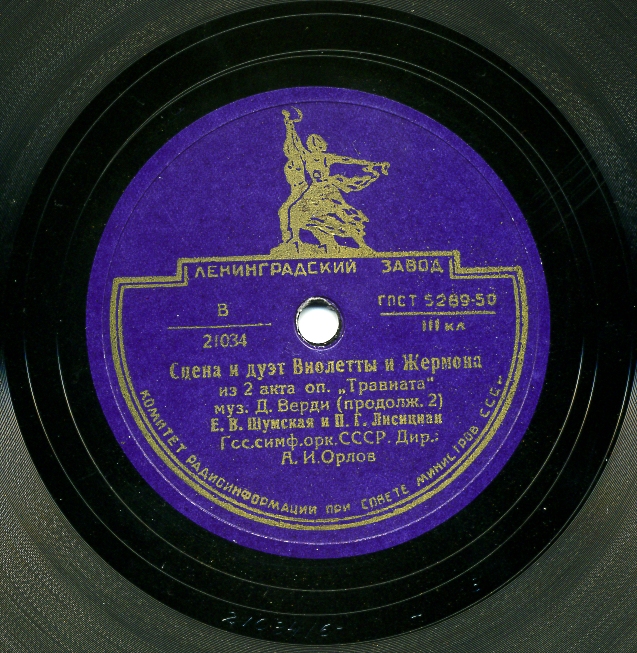 ЛЕНИНГРАДСКИЙ ЗАВОД
В
21034
ГОСТ 5289-50
III кл
Сцена и дуэт Виолетты и Жермона
из 2 акта оп. „Травиата"
муз. Д. Верди (продолж. 2)
Е. В. Шумская и П. Г. Лисициан
Гос.симф.орк.СССР. Дир.:
А.И.Орлов
КОМИТЕТ РАДИОИНФОРМАЦИИ ПРИ СОВЕТЕ МИНИСТРОВ СССР